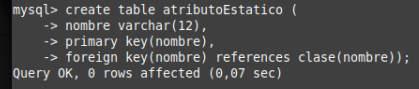 mysql> create table atributoEstatico (
    -> nombre varchar(12),
    -> primary key(nombre),
    -> foreign key(nombre) references clase(nombre));
Query OK, 0 rows affected (0,07 sec)